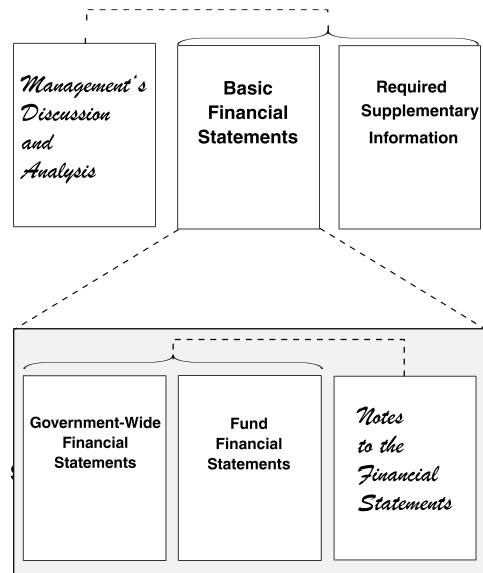 Management's
Discussion
and
Analysis
Basic
Financial
Statements
Required
Supplementary
Information
Government-Wide
Financial
Statements
Fund
Financial
Statements
Notes
to the
Financial
Statements